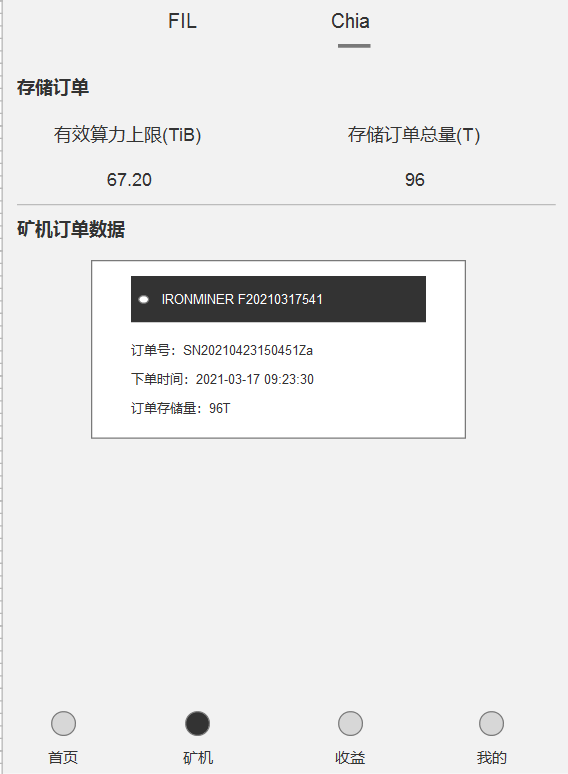 FIL Chia
存储订单
有效算力上限(TiB) 存储订单总量(T)
67.20 96
矿机订单数据
IRONMINER F20210317541
订单号：SN20210423150451Za
下单时间：2021-03-17 09:23:30
订单存储量：96T
首页 矿机 收益 我的